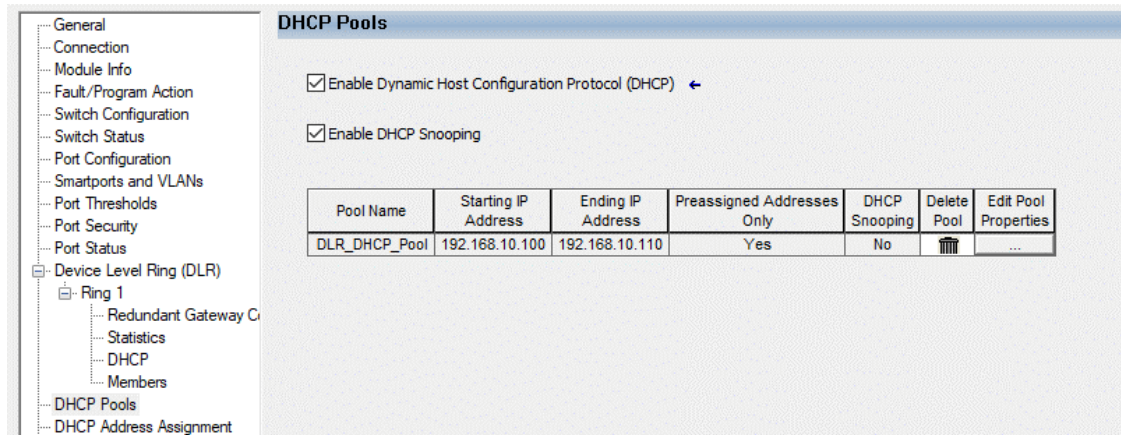 General
Connection
Module Info
Fault/Program Action
Switch Configuration
Switch Status
Port Configuration
Smartports and VLANs
Port Thresholds
Port Security
Port Status
Device Level Ring (DLR)
Ring 1
Redundant Gateway
Statistics
DHCP
Members
DHCP Pools
DHCP Address Assignment
DHCP Pools
Enable Dynamic Host Configuration Protocol (DHCP)
Enable DHCP Snooping
Pool Name Starting IP Address Ending IP Address Preassigned Addresses Only DHCP Snooping Delete Pool Edit Pool Properties
DLR_DHCP_Pool 192.168.10.100 192.168.10.110 Yes No ...